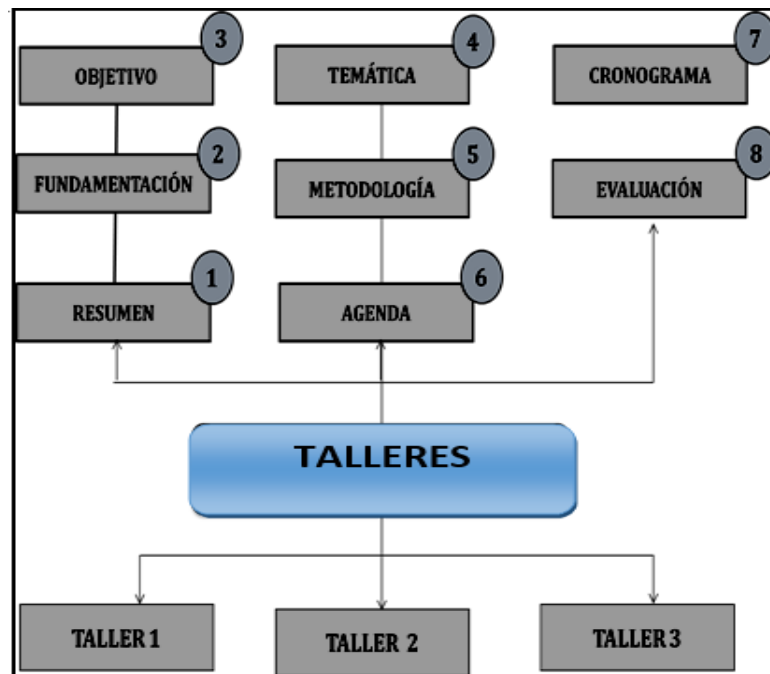 3
4
7
OBJETIVO
TEMÁTICA
CRONOGRAMA
2
5
8
FUNDAMENTACIÓN
METODOLOGÍA
EVALUACIÓN
1
6
RESUMEN
AGENDA
TALLERES
TALLER 1
TALLER 2
TALLER 3